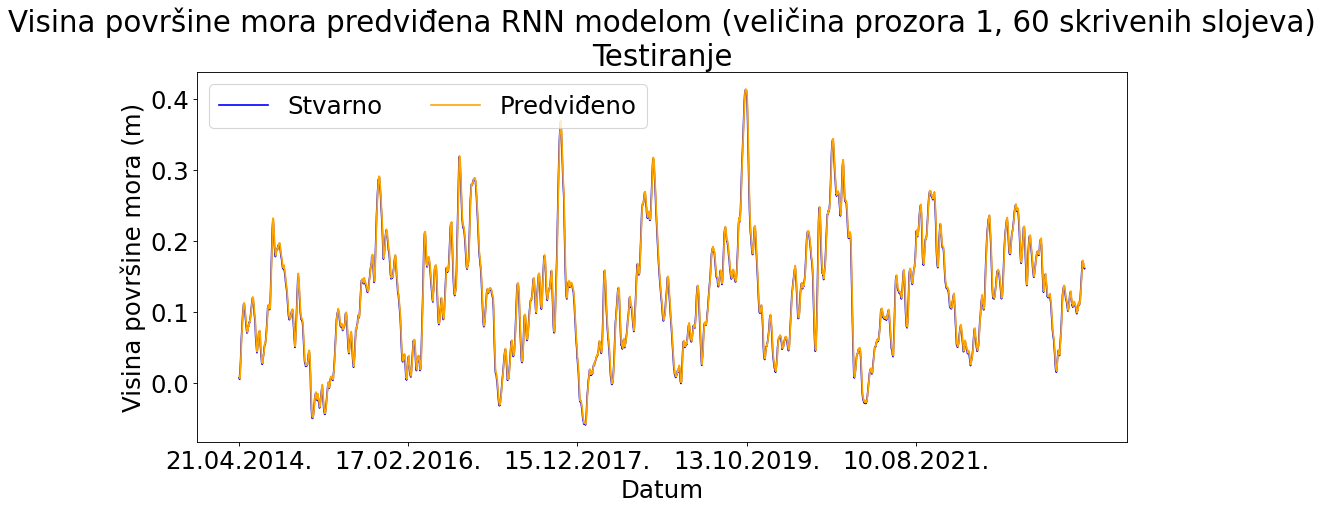 Visina površine mora predviđena RNN modelom (veličina prozora 1, 60 skrivenih slojeva)
Testiranje
Stvarno
Predviđeno
Visina površine mora (m)
0.4
0.3
0.2
0.1
0.0
21.04.2014.
17.02.2016.
15.12.2017.
13.10.2019.
10.08.2021.
Datum